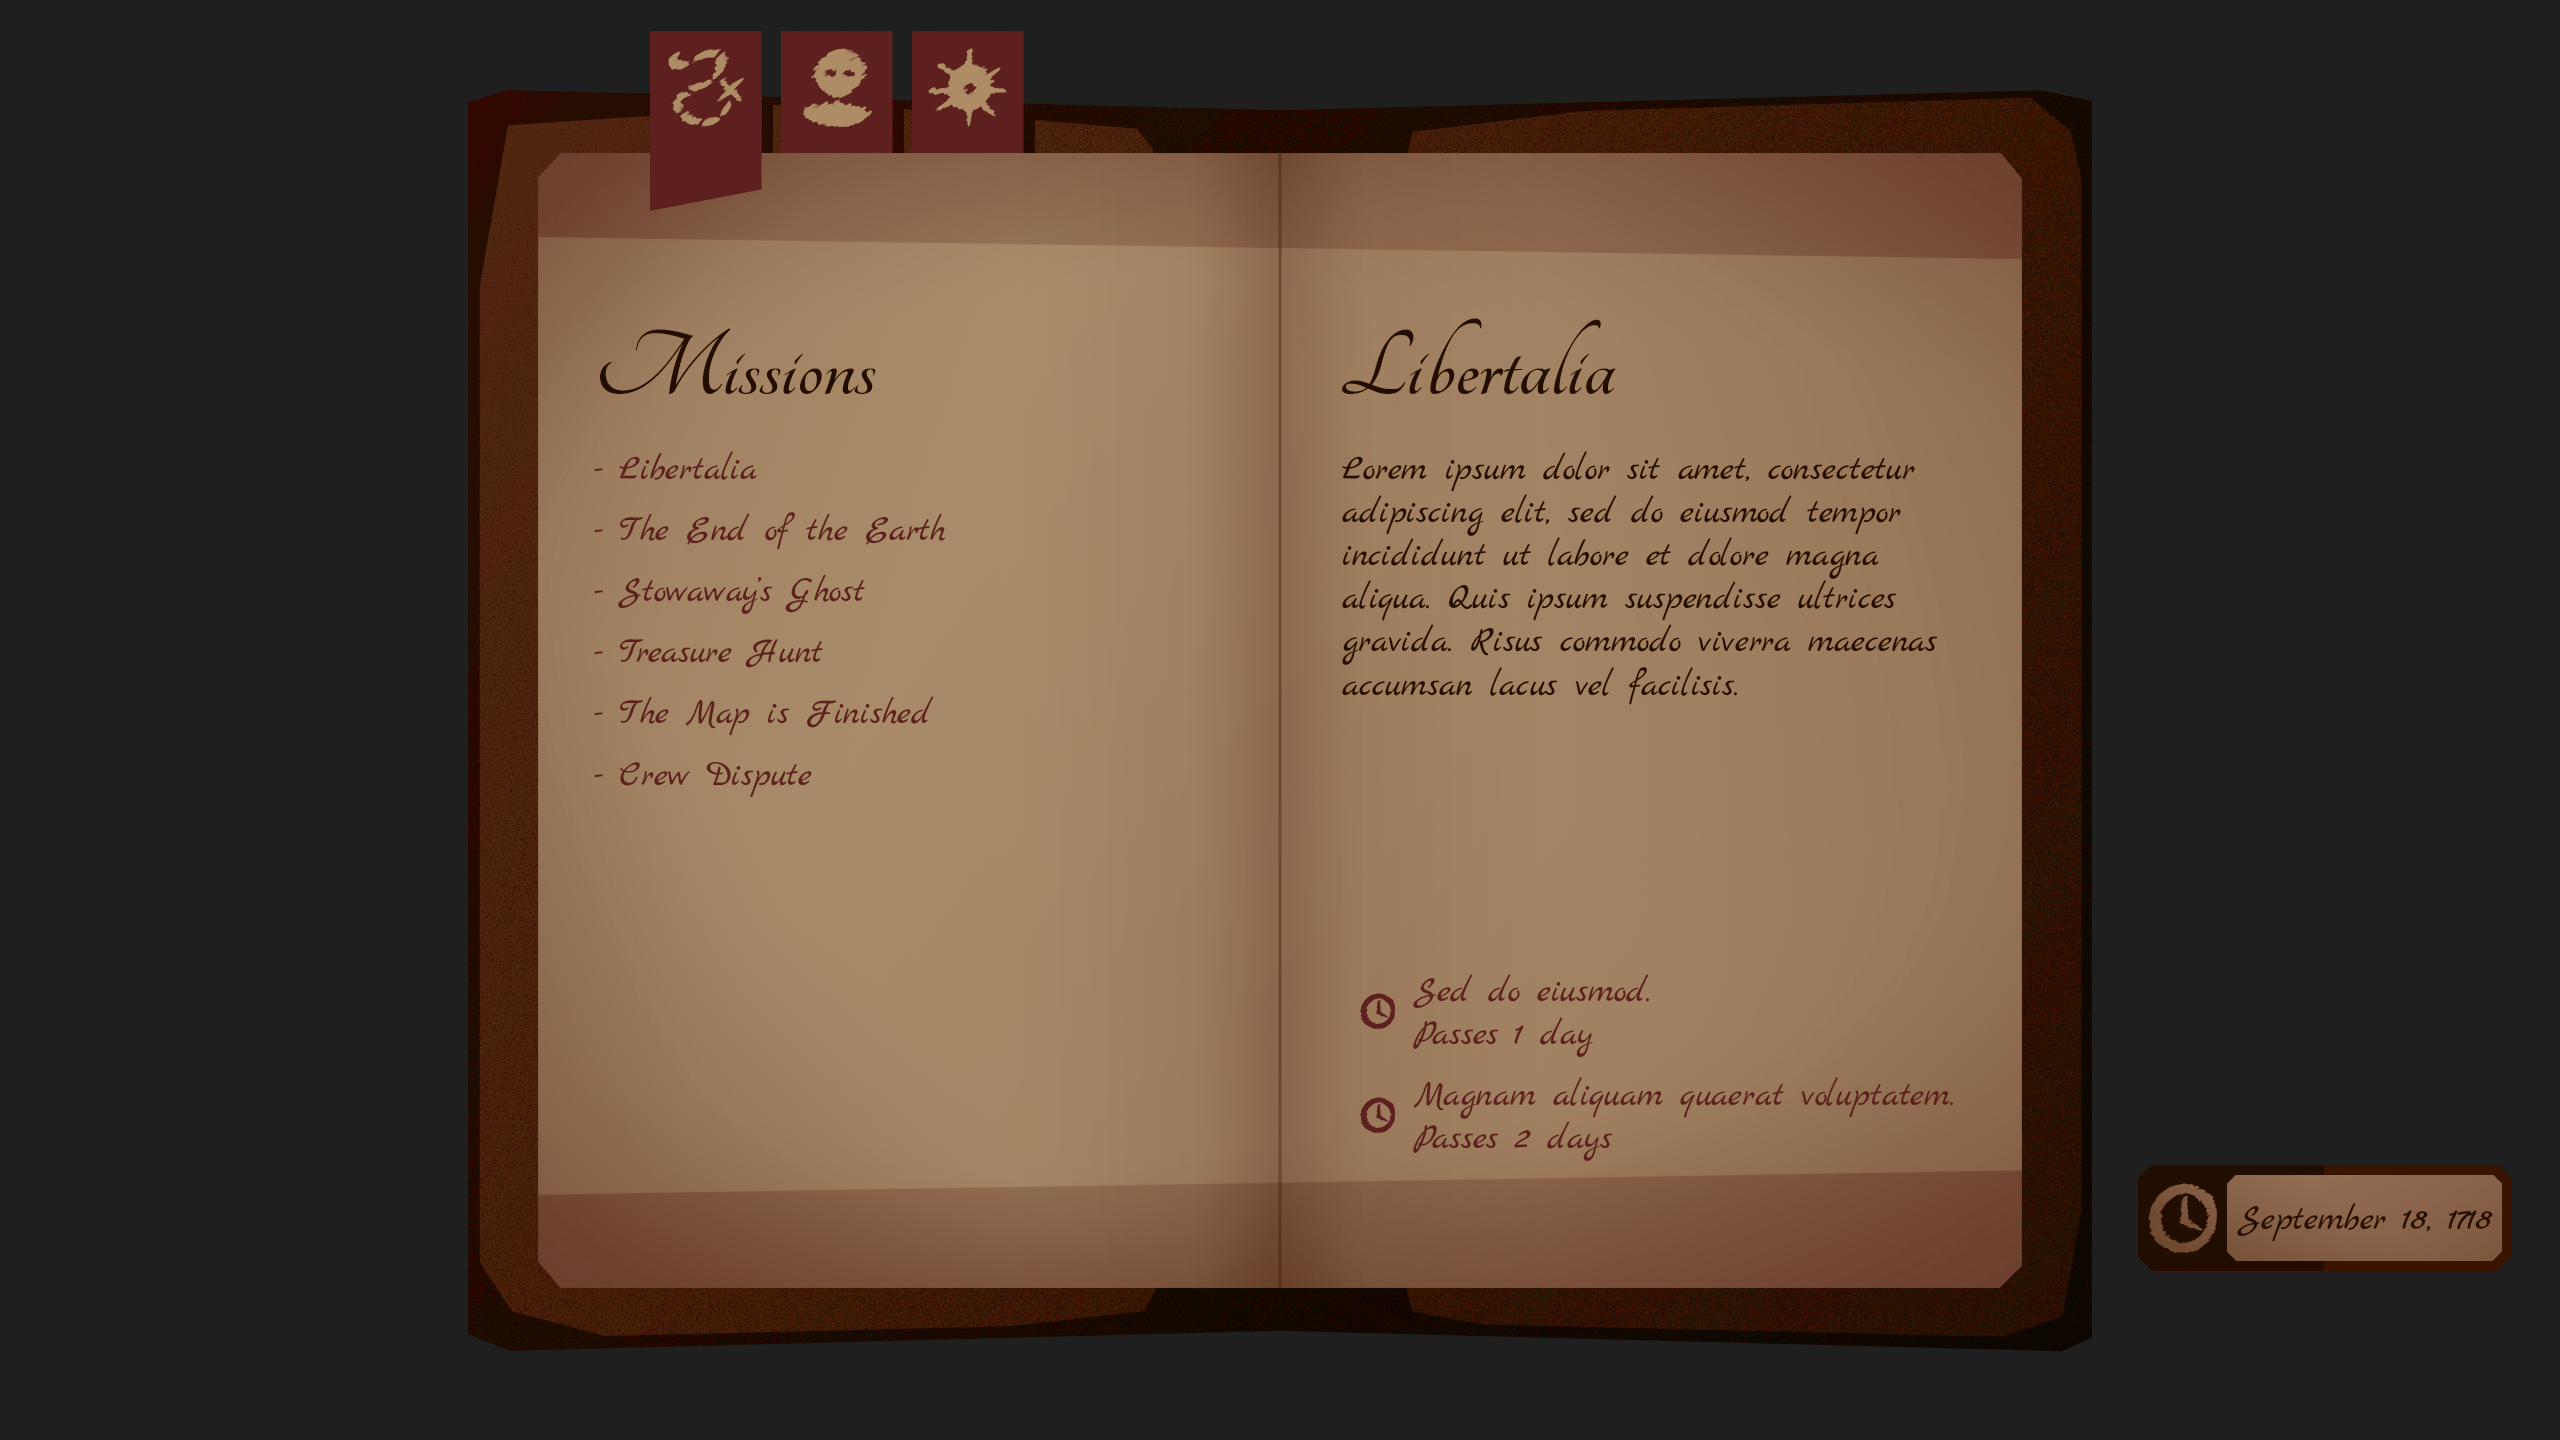 Missions
- Libertalia
- The End of the Earth
- Stowaway's Ghost
- Treasure Hunt
- The Map is Finished
- Crew Dispute
Libertalia
Lorem ipsum dolor sit amet, consectetur
adipiscing elit, sed do eiusmod tempor
incididunt ut labore et dolore magna
aliqua. Quis ipsum suspendisse ultrices
gravida. Risus commodo viverra maecenas
accumsan lacus vel facilisis.
Sed do eiusmod.
Passes 1 day
Magnam aliquam quaerat voluptatem.
Passes 2 days
September 18, 1718